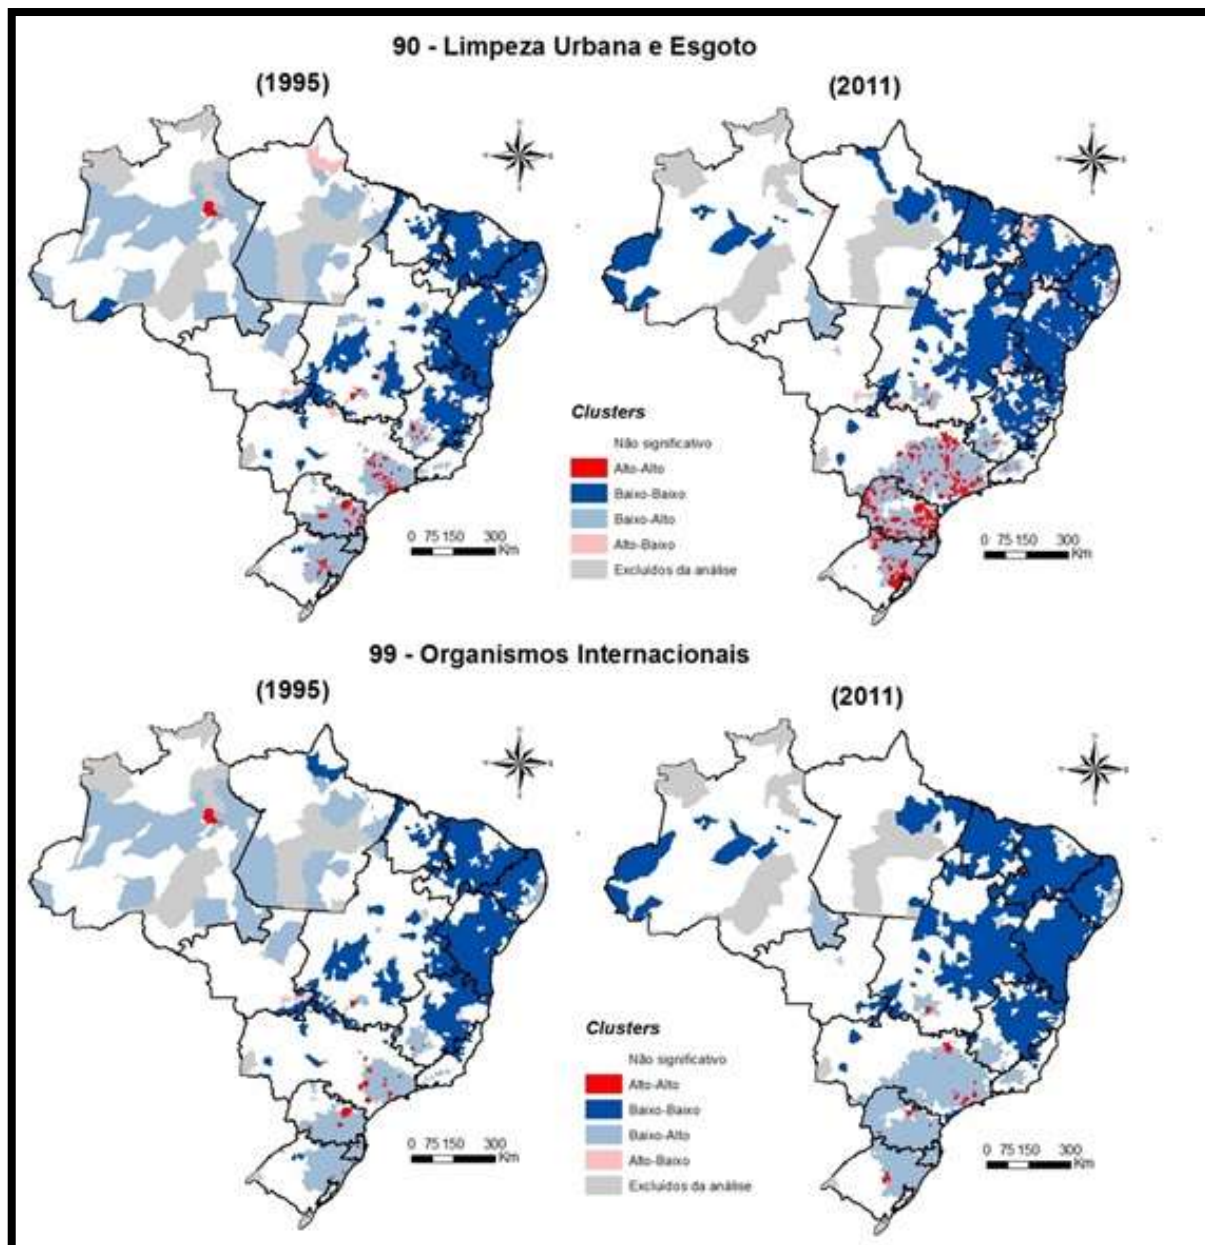 90 - Limpeza Urbana e Esgoto
(1995)
(2011)
Clusters
Não significativo
Alto-Alto
Baixo-Baixo
Baixo-Alto
Alto-Baixo
Excluídos da análise
0 75 150 300
Km
0 75 150 300
Km
99 - Organismos Internacionais
(1995)
(2011)
Clusters
Não significativo
Alto-Alto
Baixo-Baixo
Baixo-Alto
Alto-Baixo
Excluídos da análise
0 75 150 300
Km
0 75 150 300
Km